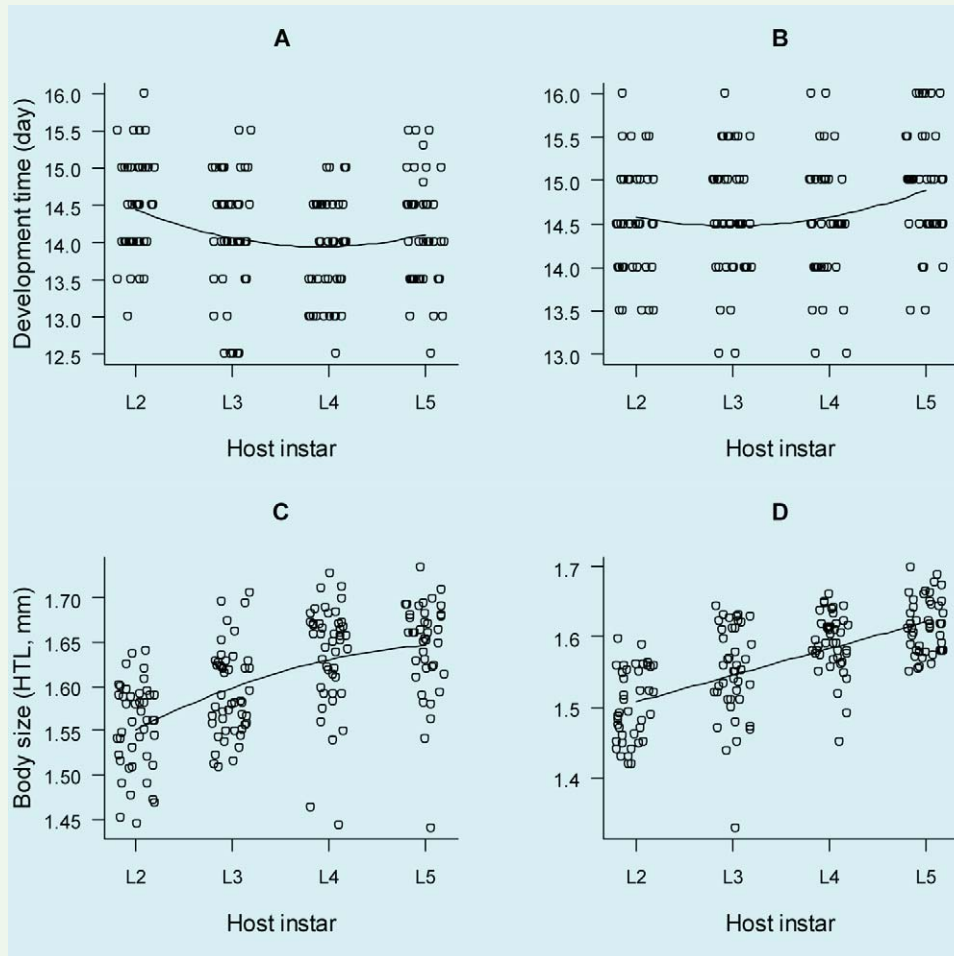 A
B
Development time (day)
16.0
15.5
15.0
14.5
14.0
13.5
13.0
12.5
L2 L3 L4 L5
Host instar
16.0
15.5
15.0
14.5
14.0
13.5
13.0
L2 L3 L4 L5
Host instar
C
D
Body size (HTL, mm)
1.70
1.65
1.60
1.55
1.50
1.45
L2 L3 L4 L5
Host instar
1.7
1.6
1.5
1.4
L2 L3 L4 L5
Host instar